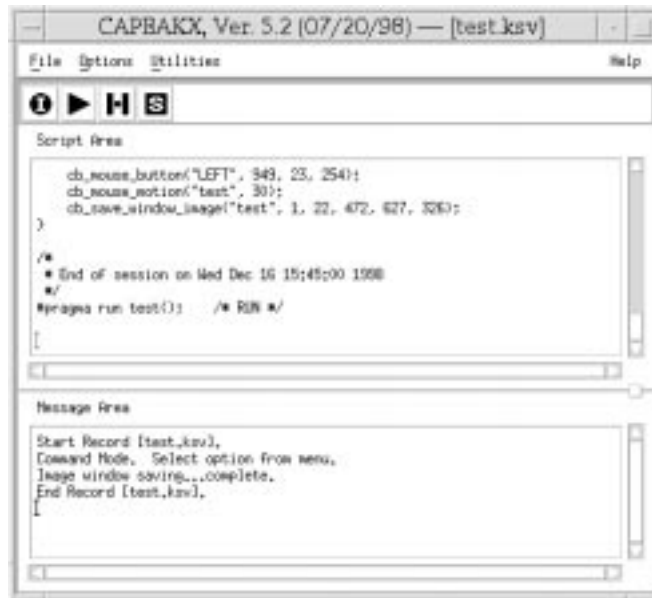 CAPBAKX, Ver. 5.2 (07/20/98) — [test.ksv]
File Options Utilities Help
Script Area
cb_mouse_button("LEFT", 949, 23, 254);
cb_mouse_motion("test", 30);
cb_save_window_image("test", 1, 22, 472, 627, 326);
}
/*
* End of session on Wed Dec 16 15:45:00 1998
*/
#pragma run test(); /* RUN */
Message Area
Start Record [test.ksv].
Command Mode. Select option from menu.
Image window saving...complete.
End Record [test.ksv].